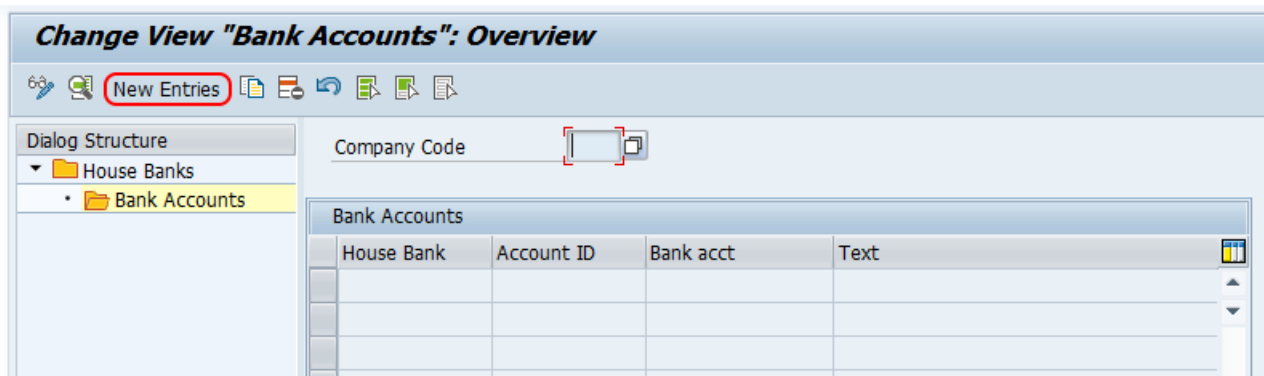 Change View "Bank Accounts": Overview
New Entries
Dialog Structure
House Banks
Bank Accounts
Company Code
Bank Accounts
House Bank Account ID Bank acct Text